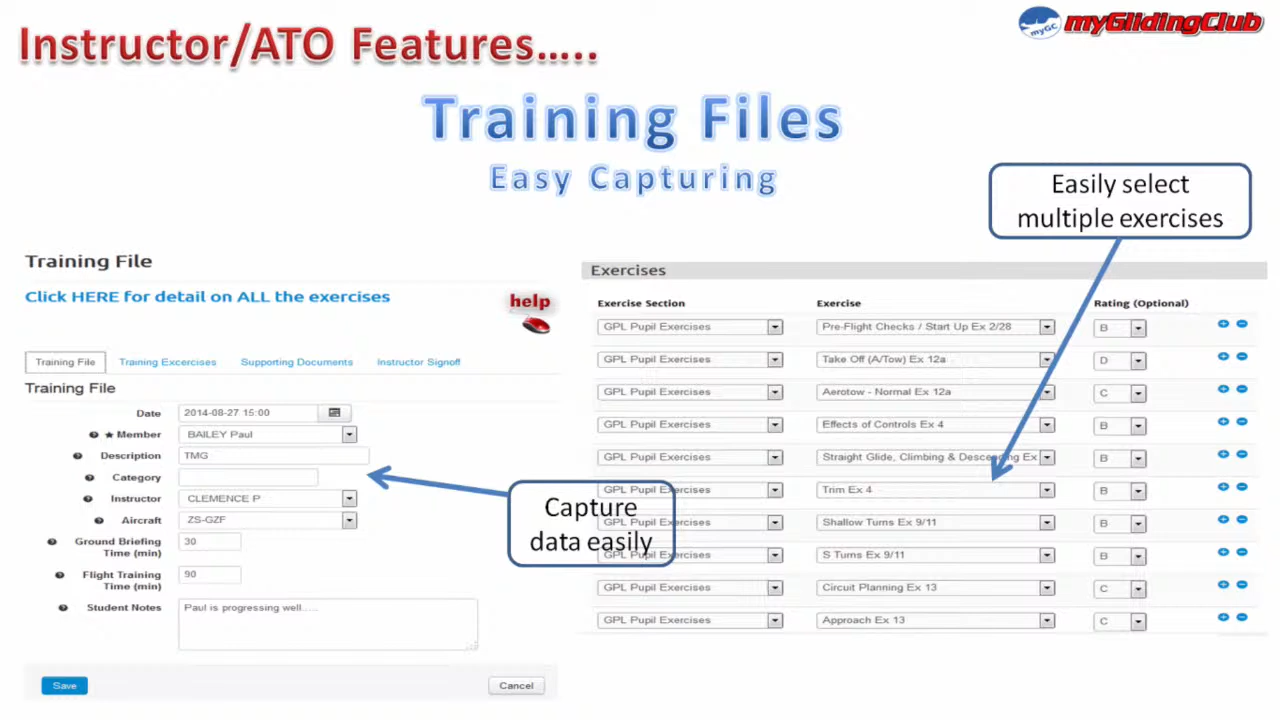 Instructor/ATO Features.....
myGC myGlidingClub
Training Files
Easy Capturing
Easily select
multiple exercises
Training File
Click HERE for detail on ALL the exercises
help
Training File Training Excercises Supporting Documents Instructor Signoff
Training File
Date 2014-08-27 15:00
Member BAILEY Paul
Description TMG
Category
Instructor CLEMENCE P
Aircraft ZS-GZF
Ground Briefing
Time (min) 30
Flight Training
Time (min) 90
Student Notes Paul is progressing well.....
Save Cancel
Capture
data easily
Exercises
Exercise Section Exercise Rating (Optional)
GPL Pupil Exercises Pre-Flight Checks / Start Up Ex 2/28 B
GPL Pupil Exercises Take Off (A/Tow) Ex 12a D
GPL Pupil Exercises Aerotow - Normal Ex 12a C
GPL Pupil Exercises Effects of Controls Ex 4 B
GPL Pupil Exercises Straight Glide, Climbing & Descending Ex B
GPL Pupil Exercises Trim Ex 4 B
GPL Pupil Exercises Shallow Turns Ex 9/11 B
GPL Pupil Exercises S Turns Ex 9/11 B
GPL Pupil Exercises Circuit Planning Ex 13 C
GPL Pupil Exercises Approach Ex 13 C